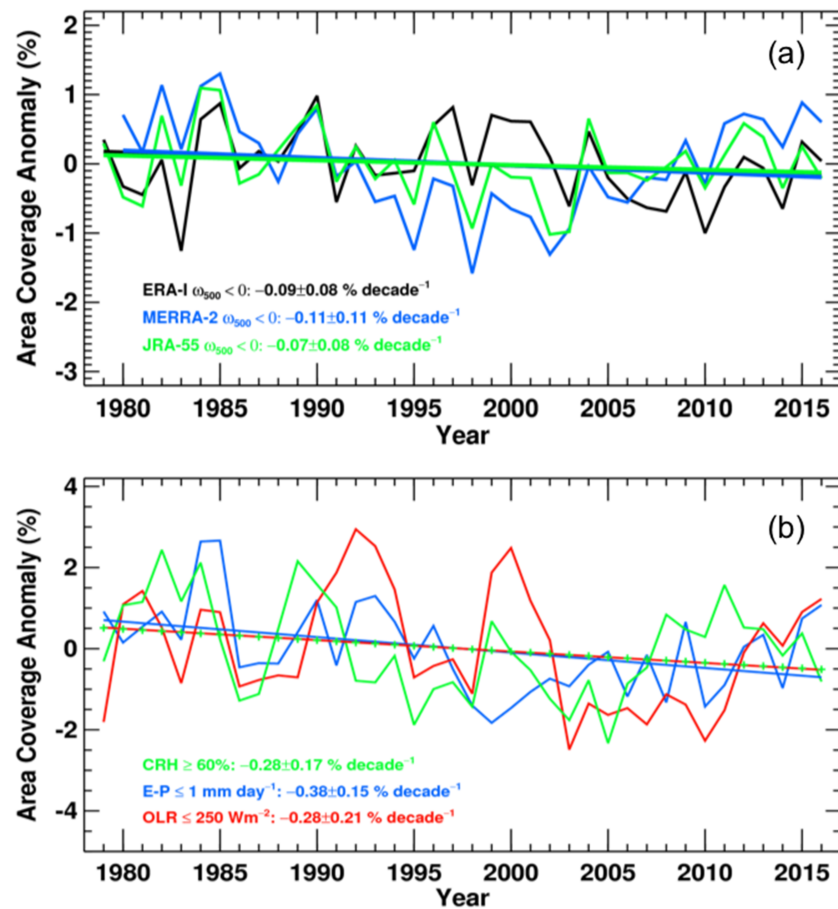 (a)
Area Coverage Anomaly (%)
2
1
0
-1
-2
-3
ERA-I ω₅₀₀ < 0: −0.09±0.08 % decade⁻¹
MERRA-2 ω₅₀₀ < 0: −0.11±0.11 % decade⁻¹
JRA-55 ω₅₀₀ < 0: −0.07±0.08 % decade⁻¹
1980 1985 1990 1995 2000 2005 2010 2015
Year
(b)
Area Coverage Anomaly (%)
4
2
0
-2
-4
CRH ≥ 60%: −0.28±0.17 % decade⁻¹
E-P ≤ 1 mm day⁻¹: −0.38±0.15 % decade⁻¹
OLR ≤ 250 Wm⁻²: −0.28±0.21 % decade⁻¹
1980 1985 1990 1995 2000 2005 2010 2015
Year